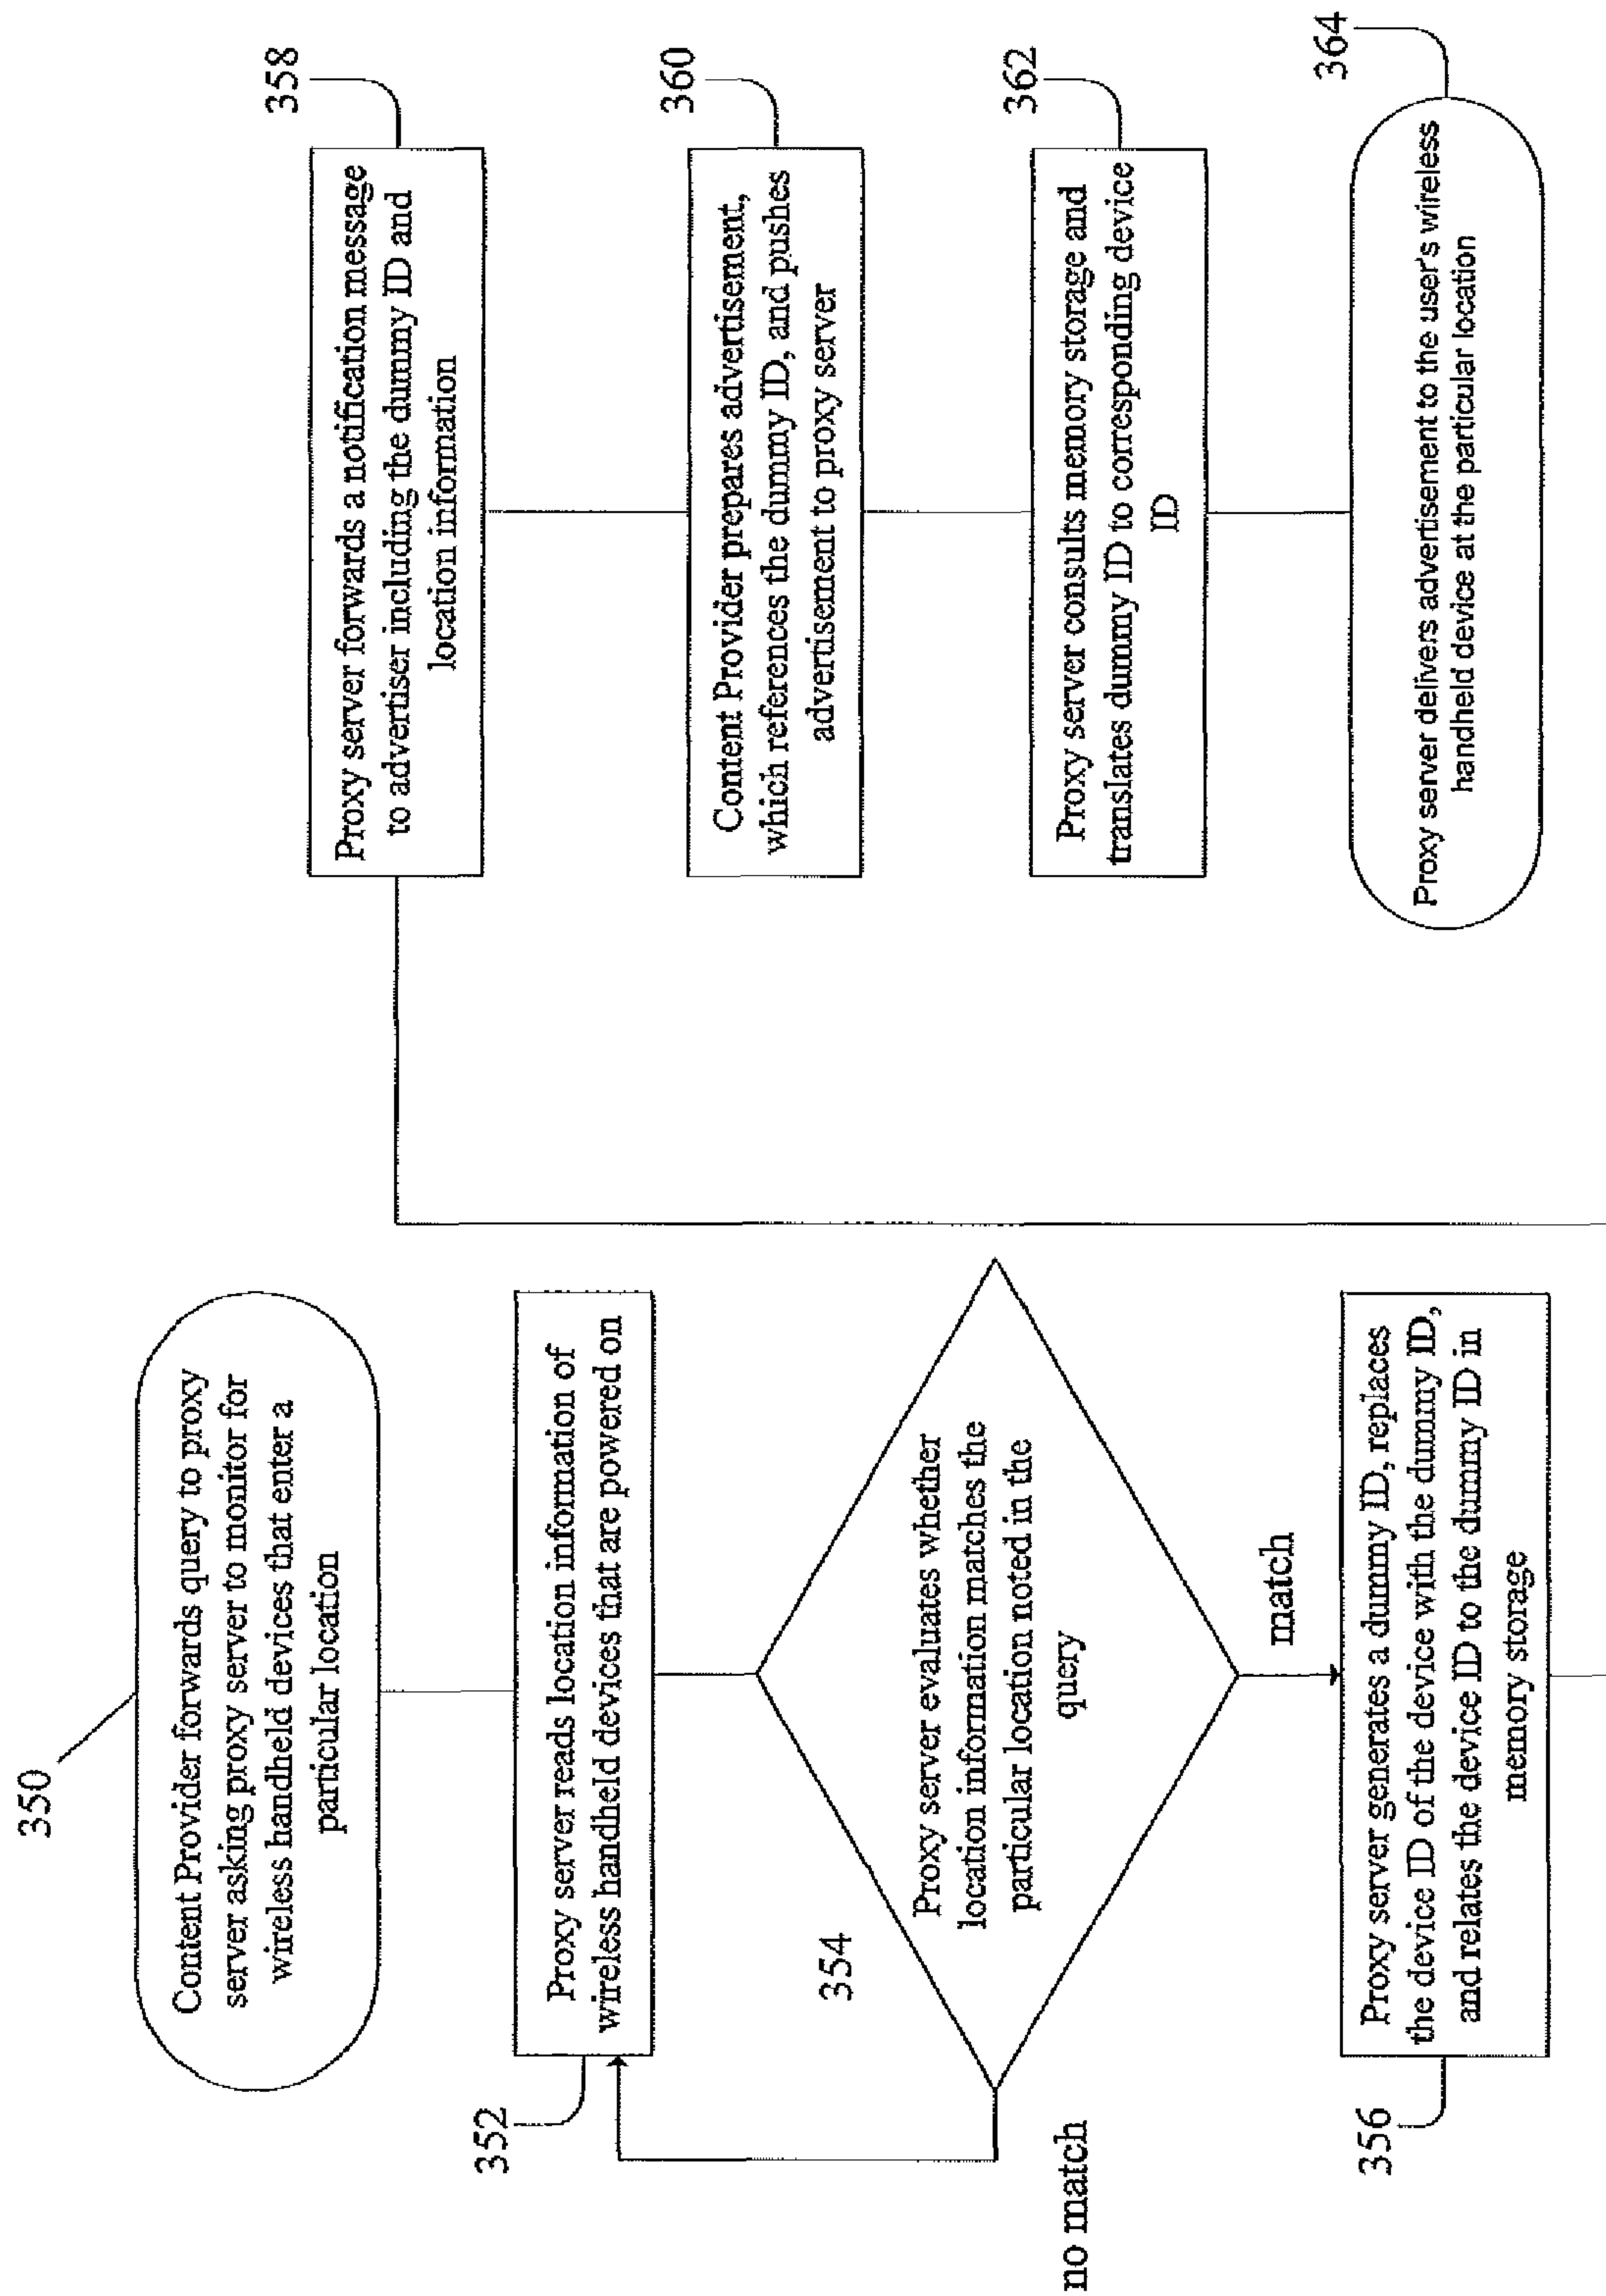 350
Content Provider forwards query to proxy
server asking proxy server to monitor for
wireless handheld devices that enter a
particular location
352
Proxy server reads location information of
wireless handheld devices that are powered on
354
Proxy server evaluates whether
location information matches the
particular location noted in the
query
no match
match
356
Proxy server generates a dummy ID, replaces
the device ID of the device with the dummy ID,
and relates the device ID to the dummy ID in
memory storage
358
Proxy server forwards a notification message
to advertiser including the dummy ID and
location information
360
Content Provider prepares advertisement,
which references the dummy ID, and pushes
advertisement to proxy server
362
Proxy server consults memory storage and
translates dummy ID to corresponding device
ID
364
Proxy server delivers advertisement to the user's wireless
handheld device at the particular location